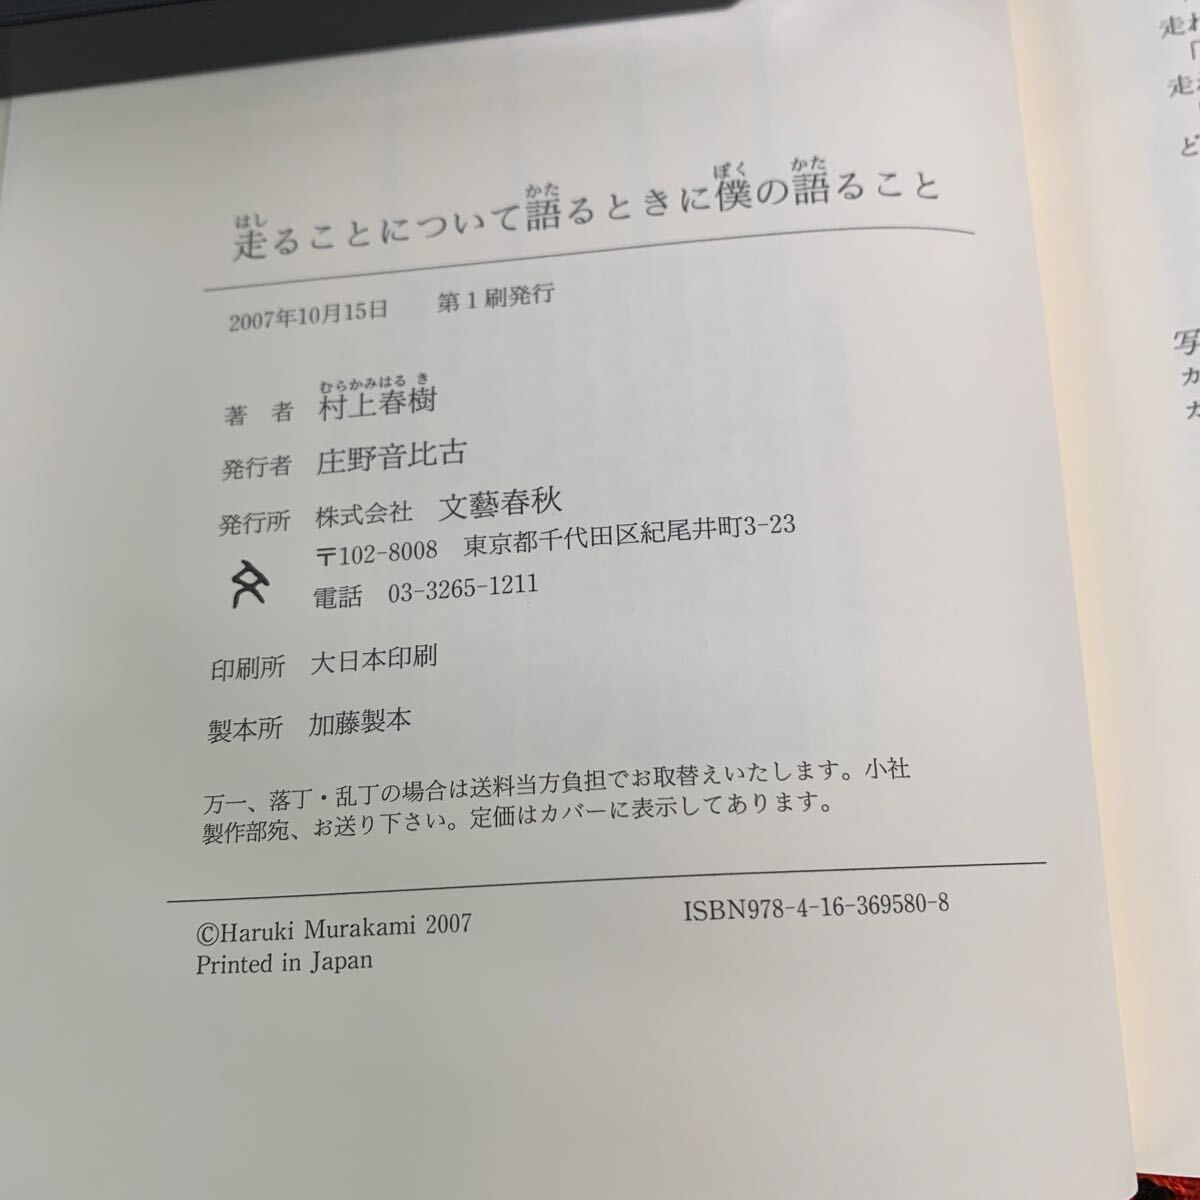 走ることについて語るときに僕の語ること
2007年10月15日　第1刷発行
著　者　村上春樹
発行者　庄野音比古
発行所　株式会社　文藝春秋
〒102-8008　東京都千代田区紀尾井町3-23
電話　03-3265-1211
印刷所　大日本印刷
製本所　加藤製本
万一、落丁・乱丁の場合は送料当方負担でお取替えいたします。小社
製作部宛、お送り下さい。定価はカバーに表示してあります。
©Haruki Murakami 2007
ISBN978-4-16-369580-8
Printed in Japan